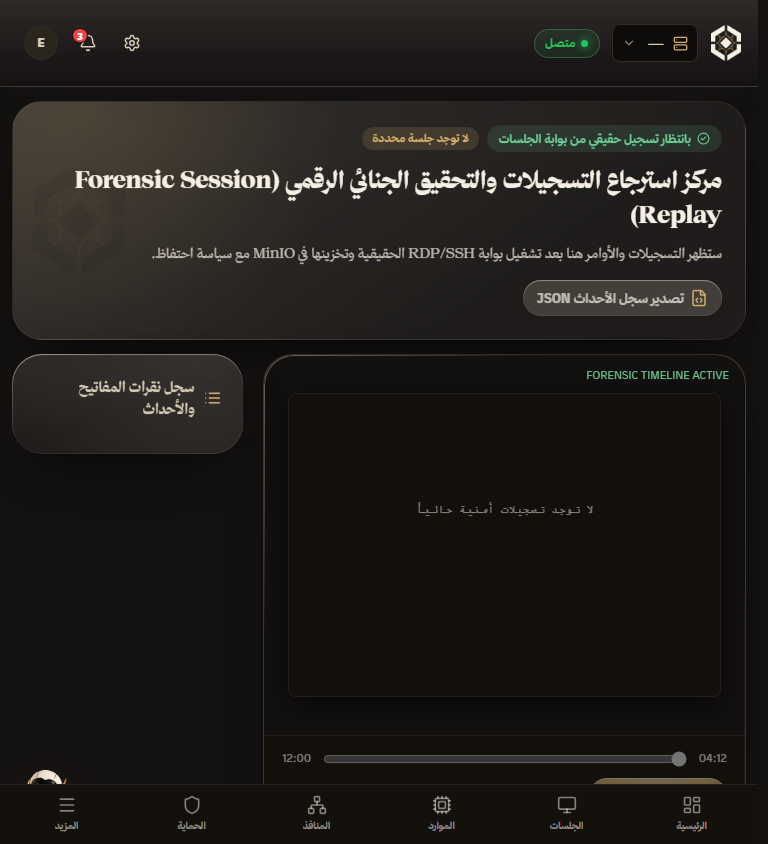 —
متصل
3
E
بانتظار تسجيل حقيقي من بوابة الجلسات
لا توجد جلسة محددة
مركز استرجاع التسجيلات والتحقيق الجنائي الرقمي (Forensic Session
Replay)
ستظهر التسجيلات والأوامر هنا بعد تشغيل بوابة RDP/SSH الحقيقية وتخزينها في MinIO مع سياسة احتفاظ.
تصدير سجل الأحداث JSON
FORENSIC TIMELINE ACTIVE
لا توجد تسجيلات أمنية حالياً
04:12
12:00
سجل نقرات المفاتيح
والأحداث
الرئيسية
الجلسات
الموارد
المنافذ
الحماية
المزيد